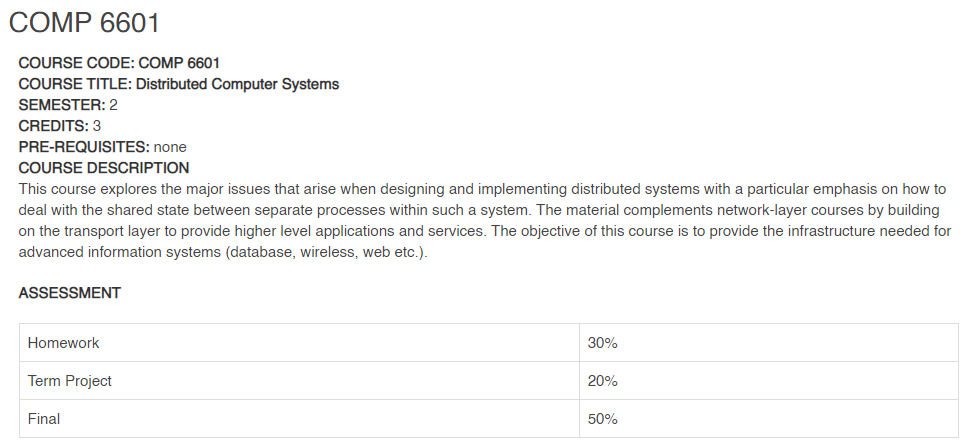 COMP 6601
COURSE CODE: COMP 6601
COURSE TITLE: Distributed Computer Systems
SEMESTER: 2
CREDITS: 3
PRE-REQUISITES: none
COURSE DESCRIPTION
This course explores the major issues that arise when designing and implementing distributed systems with a particular emphasis on how to
deal with the shared state between separate processes within such a system. The material complements network-layer courses by building
on the transport layer to provide higher level applications and services. The objective of this course is to provide the infrastructure needed for
advanced information systems (database, wireless, web etc.).
ASSESSMENT
Homework 30%
Term Project 20%
Final 50%